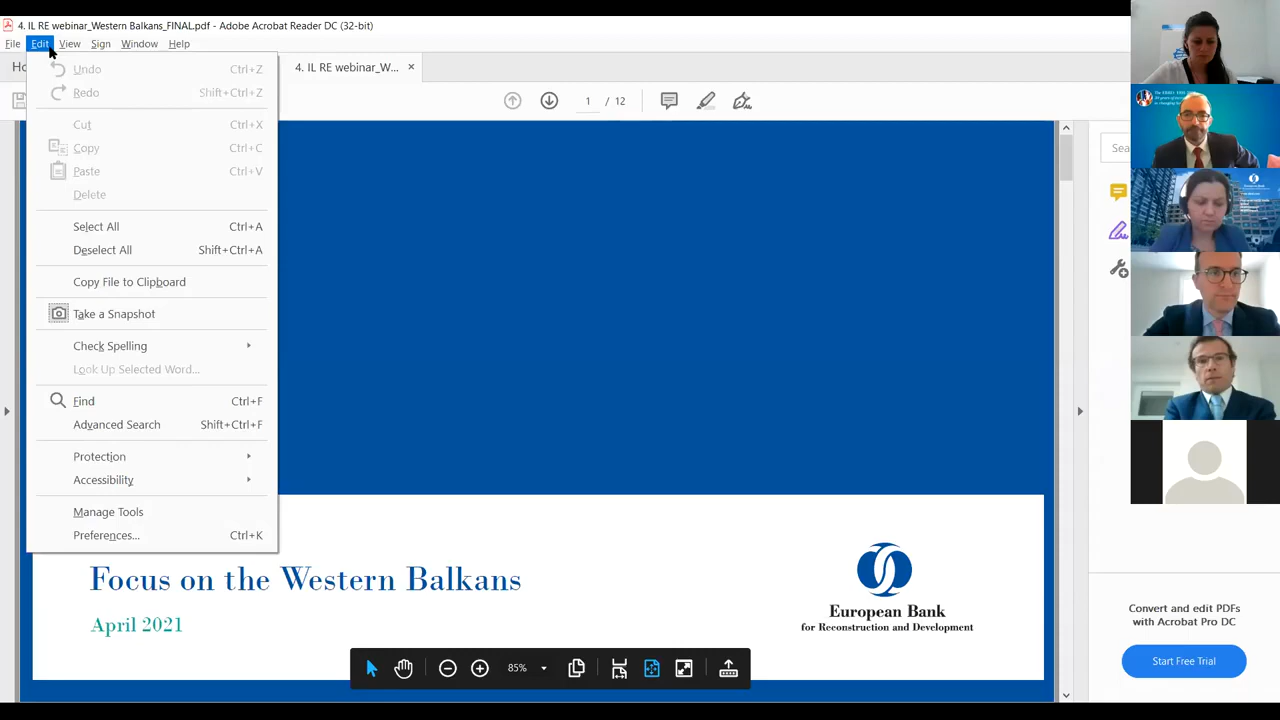 4. IL RE webinar_Western Balkans_FINAL.pdf - Adobe Acrobat Reader DC (32-bit)
File Edit View Sign Window Help
4. IL RE webinar_W... ×
1 / 12
Undo Ctrl+Z
Redo Shift+Ctrl+Z
Cut Ctrl+X
Copy Ctrl+C
Paste Ctrl+V
Delete
Select All Ctrl+A
Deselect All Shift+Ctrl+A
Copy File to Clipboard
Take a Snapshot
Check Spelling
Look Up Selected Word...
Find Ctrl+F
Advanced Search Shift+Ctrl+F
Protection
Accessibility
Manage Tools
Preferences... Ctrl+K
Focus on the Western Balkans
April 2021
European Bank
for Reconstruction and Development
85%
Convert and edit PDFs
with Acrobat Pro DC
Start Free Trial